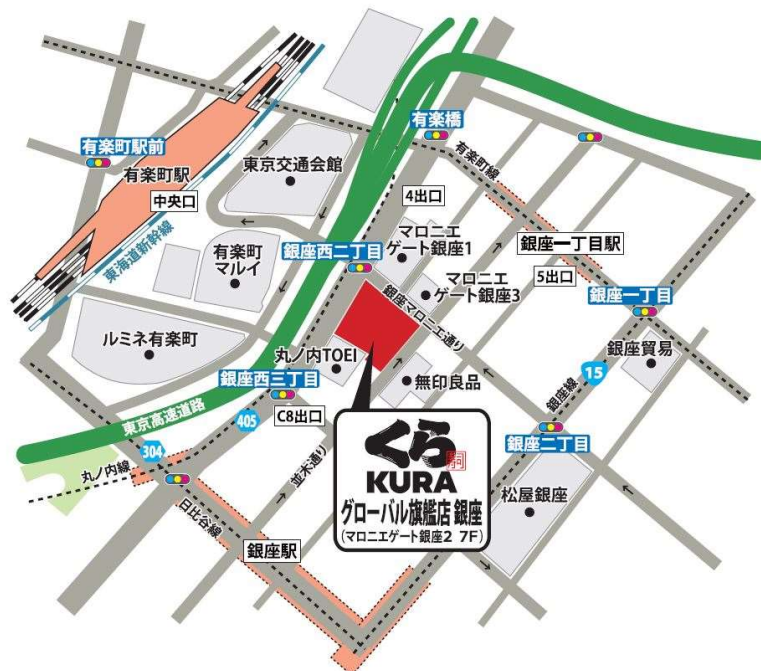 有楽橋
有楽町駅前
有楽町線
有楽町駅
東京交通会館
中央口
4出口
マロニエ
ゲート銀座1
銀座一丁目駅
東海道新幹線
有楽町
マルイ
銀座西二丁目
マロニエ
ゲート銀座3
5出口
銀座一丁目
銀座マロニエ通り
ルミネ有楽町
丸ノ内TOEI
銀座貿易
銀座西三丁目
無印良品
15
銀座線
東京高速道路
405
C8出口
銀座二丁目
304
丸ノ内線
並木通り
くら
KURA
グローバル旗艦店 銀座
(マロニエゲート銀座2 7F)
松屋銀座
日比谷線
銀座駅